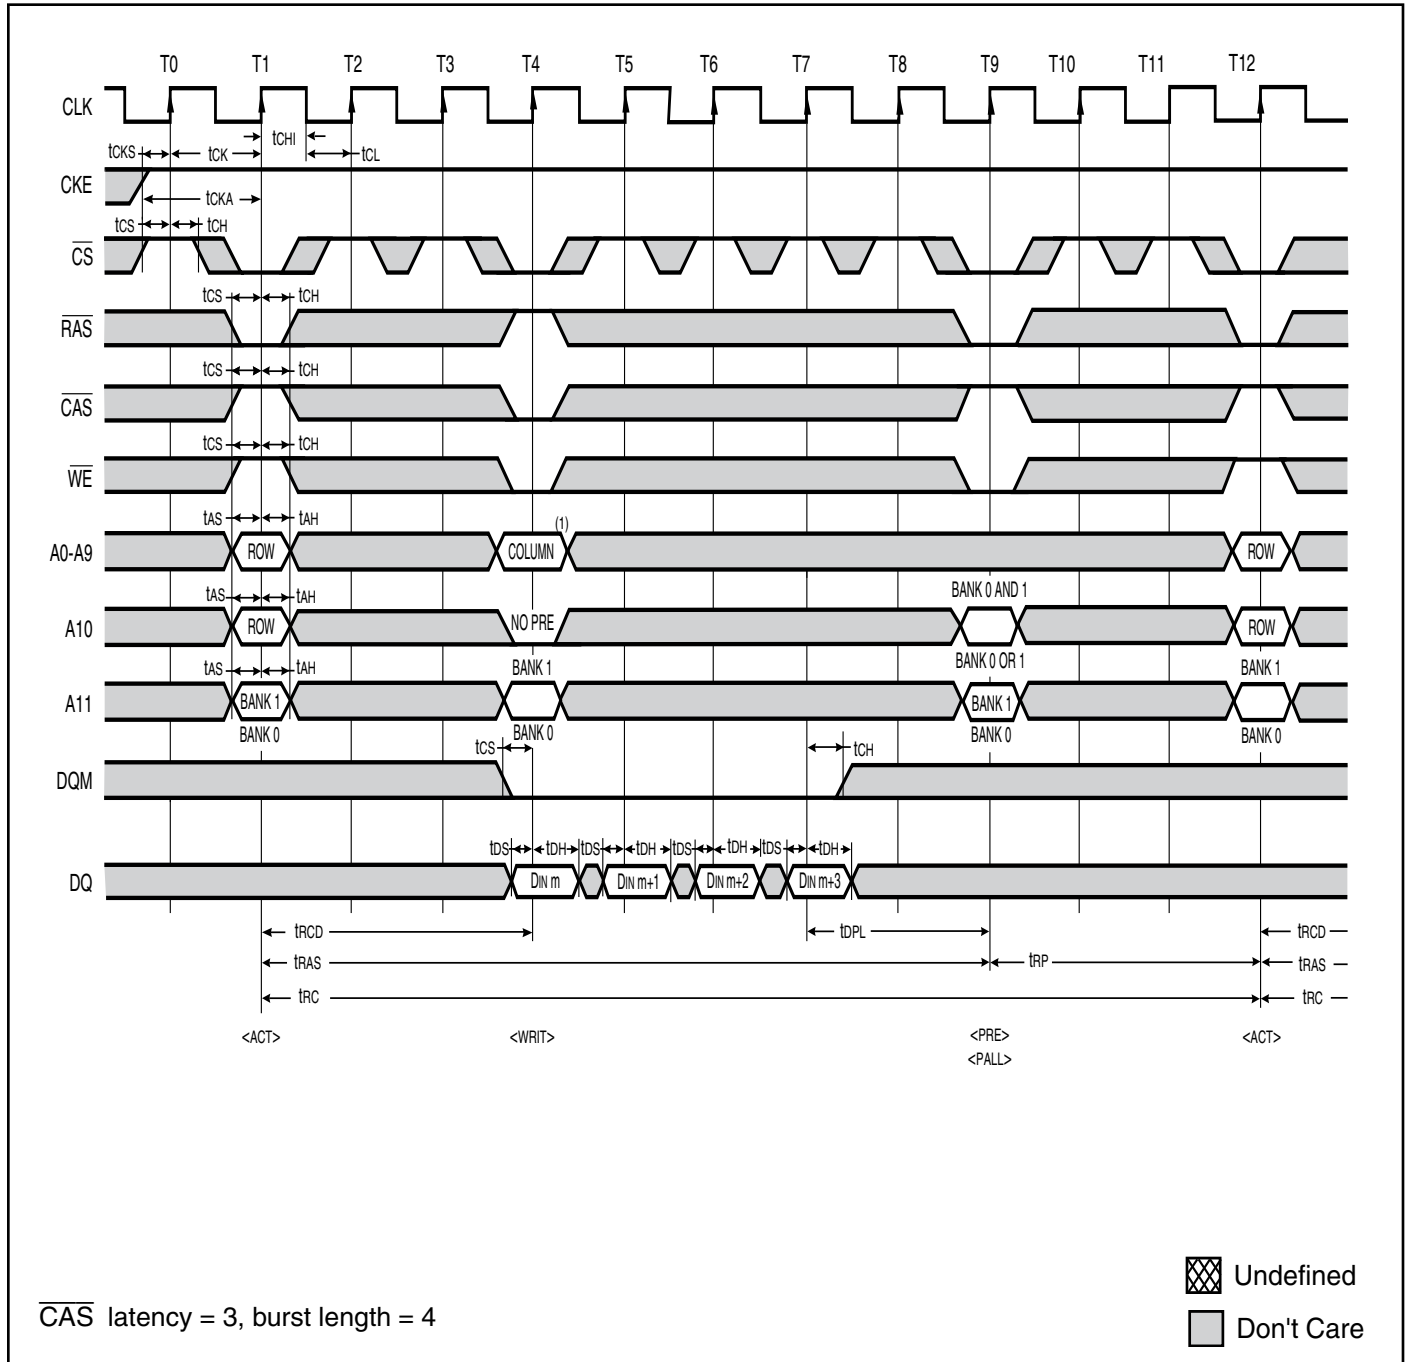 T0 T1 T2 T3 T4 T5 T6 T7 T8 T9 T10 T11 T12
CLK
tCHI
tCKS tCK tCL
CKE
tCKA
tCS tCH
CS
tCS tCH
RAS
tCS tCH
CAS
tCS tCH
WE
tAS tAH (1)
A0-A9 ROW COLUMN ROW
tAS tAH BANK 0 AND 1
A10 ROW NO PRE ROW
BANK 0 OR 1
tAS tAH BANK 1 BANK 1
A11 BANK 1 BANK 1
BANK 0 BANK 0 BANK 0 BANK 0
tCS tCH
DQM
tDS tDH tDS tDH tDS tDH tDS tDH
DQ DIN m DIN m+1 DIN m+2 DIN m+3
tRCD tDPL tRCD
tRAS tRP tRAS
tRC tRC
<ACT> <WRIT> <PRE> <ACT>
<PALL>
Undefined
CAS latency = 3, burst length = 4
Don't Care